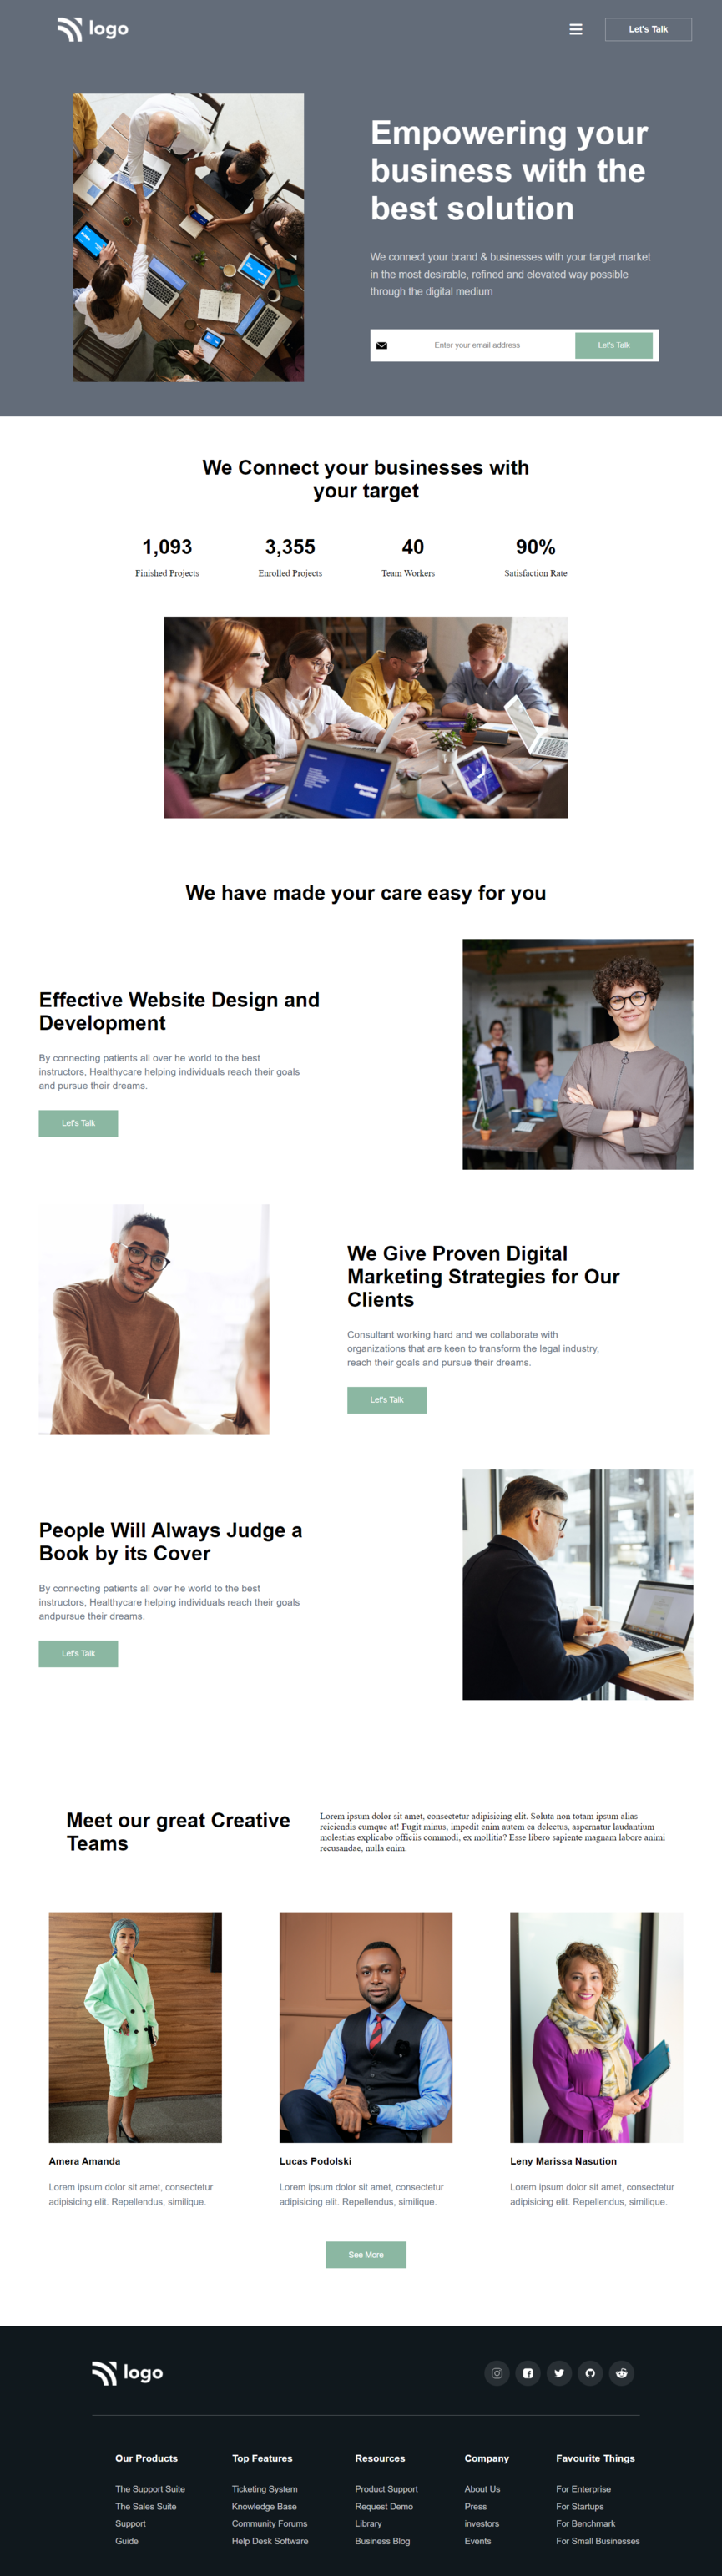 logo
Let's Talk
Empowering your
business with the
best solution
We connect your brand & businesses with your target market
in the most desirable, refined and elevated way possible
through the digital medium
Enter your email address
Let's Talk
We Connect your businesses with
your target
1,093
3,355
40
90%
Finished Projects
Enrolled Projects
Team Workers
Satisfaction Rate
We have made your care easy for you
Effective Website Design and
Development
By connecting patients all over he world to the best
instructors, Healthycare helping individuals reach their goals
and pursue their dreams.
Let's Talk
We Give Proven Digital
Marketing Strategies for Our
Clients
Consultant working hard and we collaborate with
organizations that are keen to transform the legal industry,
reach their goals and pursue their dreams.
Let's Talk
People Will Always Judge a
Book by its Cover
By connecting patients all over he world to the best
instructors, Healthycare helping individuals reach their goals
andpursue their dreams.
Let's Talk
Meet our great Creative
Teams
Lorem ipsum dolor sit amet, consectetur adipisicing elit. Soluta non totam ipsum alias
reiciendis cumque at! Fugit minus, impedit enim autem ea delectus, aspernatur laudantium
molestias explicabo officiis commodi, ex mollitia? Esse libero sapiente magnam labore animi
recusandae, nulla enim.
Amera Amanda
Lorem ipsum dolor sit amet, consectetur
adipisicing elit. Repellendus, similique.
Lucas Podolski
Lorem ipsum dolor sit amet, consectetur
adipisicing elit. Repellendus, similique.
Leny Marissa Nasution
Lorem ipsum dolor sit amet, consectetur
adipisicing elit. Repellendus, similique.
See More
logo
Our Products
The Support Suite
The Sales Suite
Support
Guide
Top Features
Ticketing System
Knowledge Base
Community Forums
Help Desk Software
Resources
Product Support
Request Demo
Library
Business Blog
Company
About Us
Press
investors
Events
Favourite Things
For Enterprise
For Startups
For Benchmark
For Small Businesses